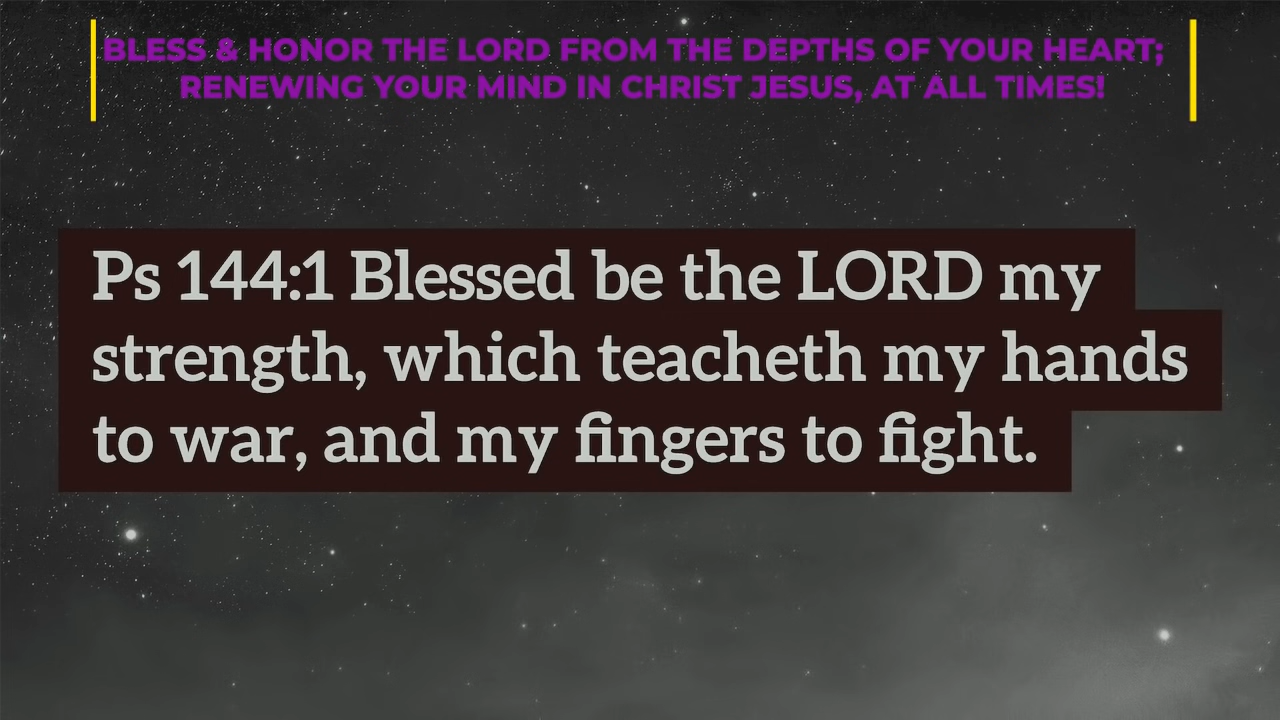 BLESS & HONOR THE LORD FROM THE DEPTHS OF YOUR HEART;
RENEWING YOUR MIND IN CHRIST JESUS, AT ALL TIMES!
Ps 144:1 Blessed be the LORD my
strength, which teacheth my hands
to war, and my fingers to fight.